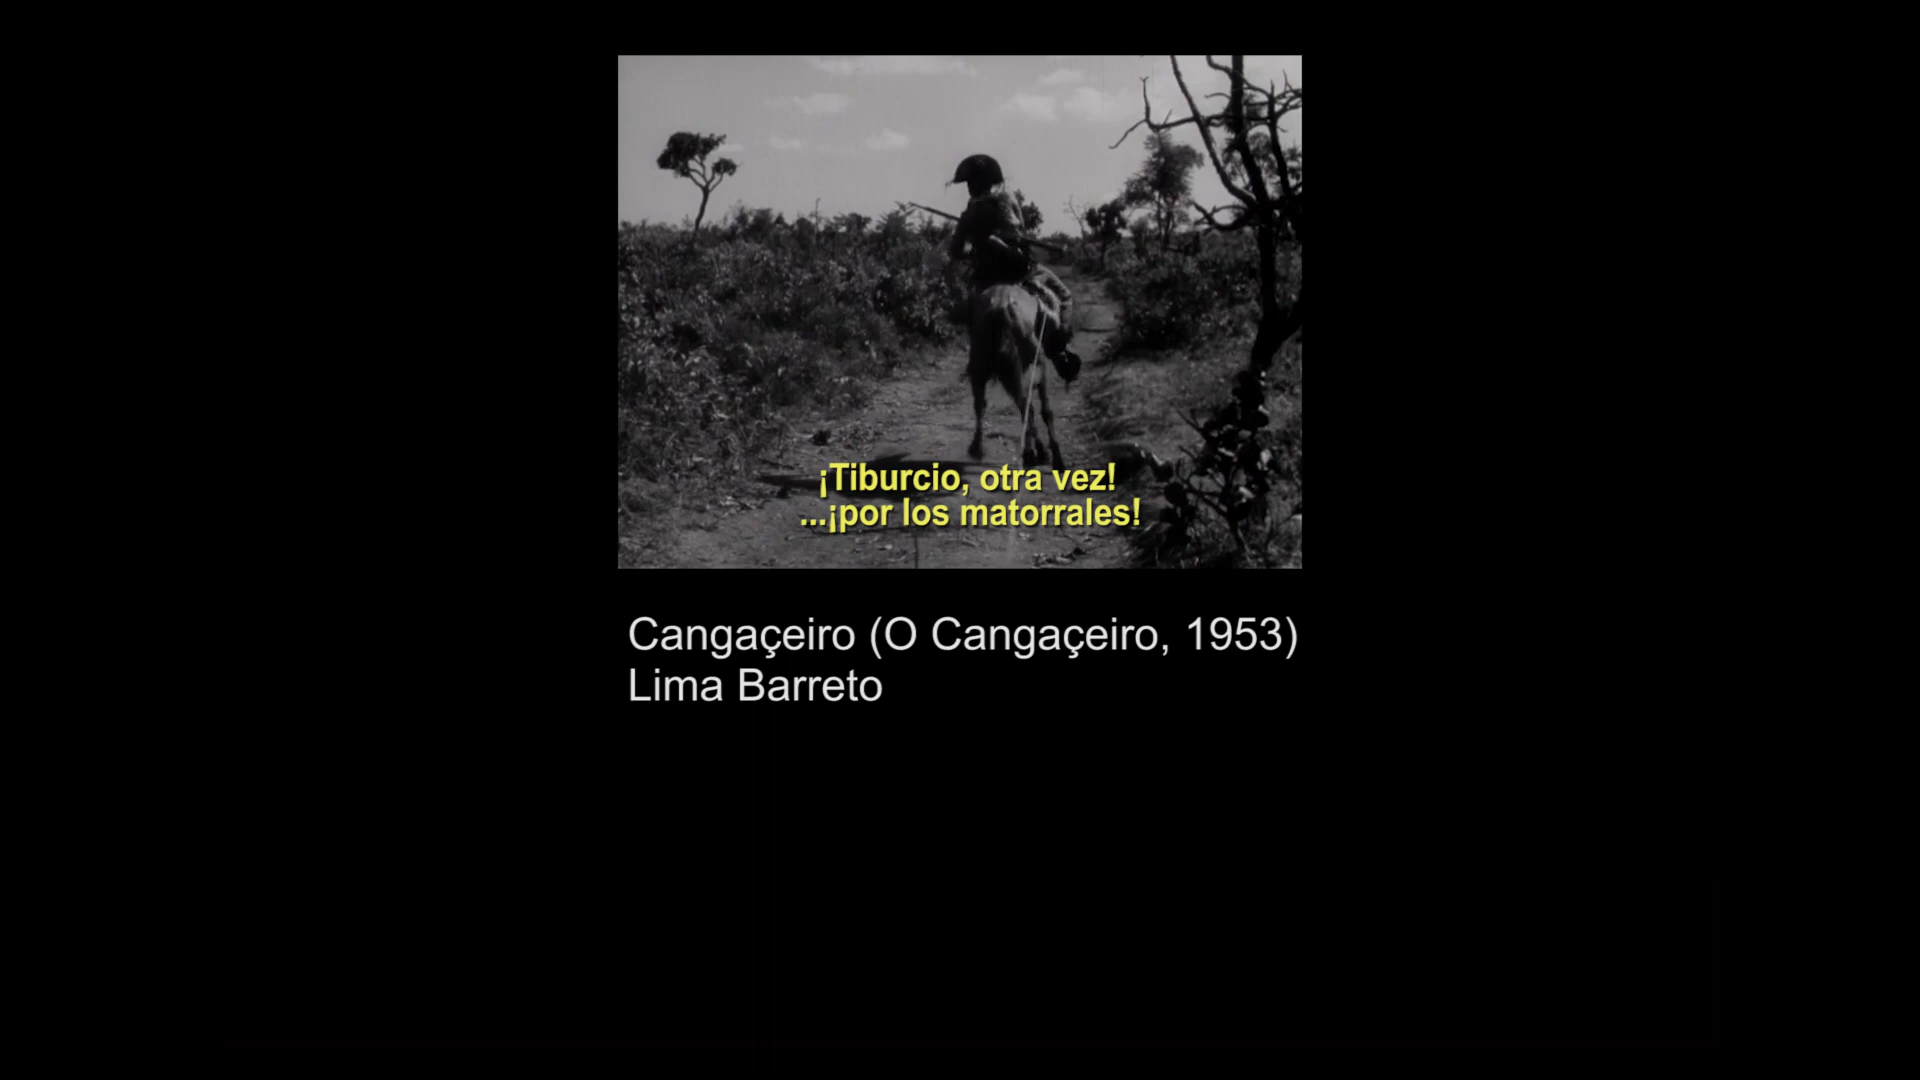 ¡Tiburcio, otra vez!
...¡por los matorrales!
Cangaçeiro (O Cangaçeiro, 1953)
Lima Barreto